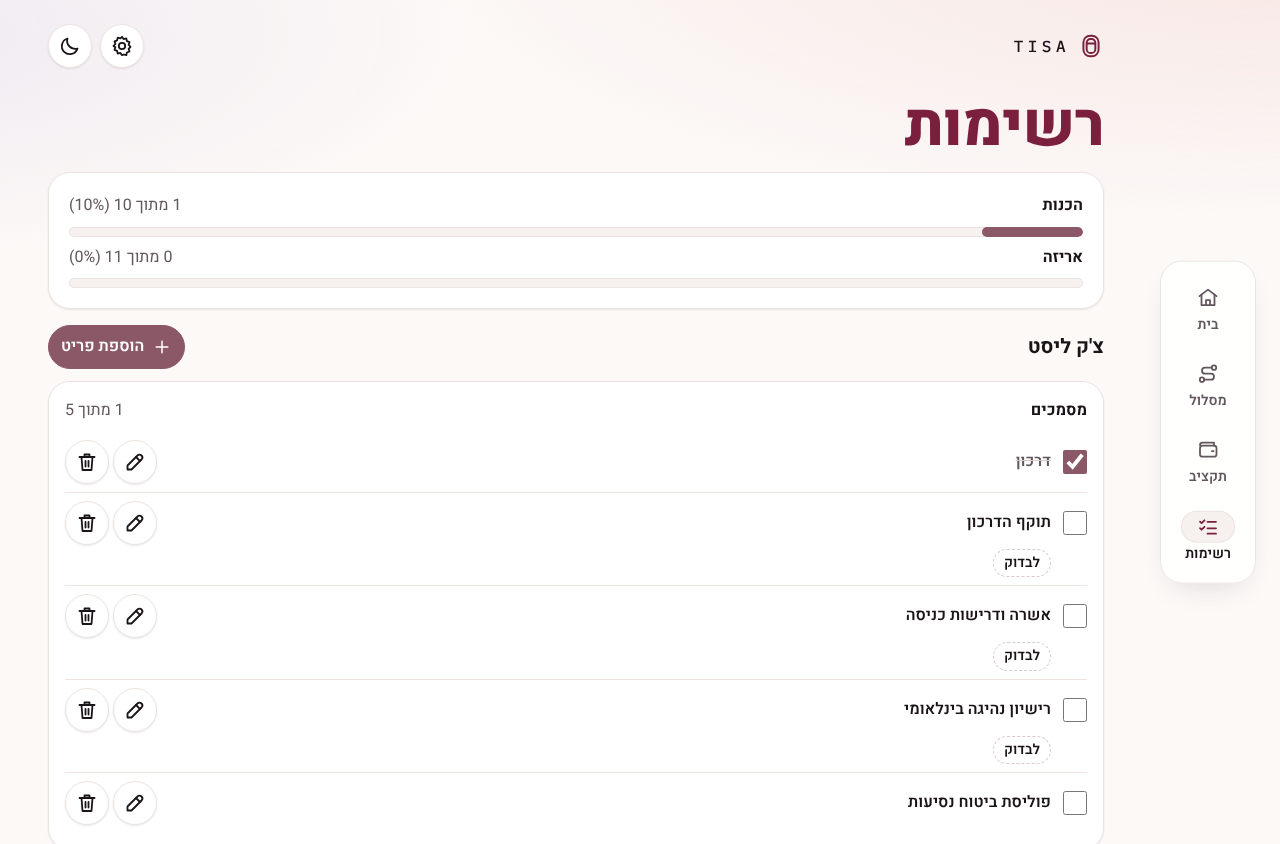 TISA
רשימות
הכנות
1 מתוך 10 (10%)
אריזה
0 מתוך 11 (0%)
צ'ק ליסט
הוספת פריט
מסמכים
1 מתוך 5
דרכון
תוקף הדרכון
לבדוק
אשרה ודרישות כניסה
לבדוק
רישיון נהיגה בינלאומי
לבדוק
פוליסת ביטוח נסיעות
בית
מסלול
תקציב
רשימות